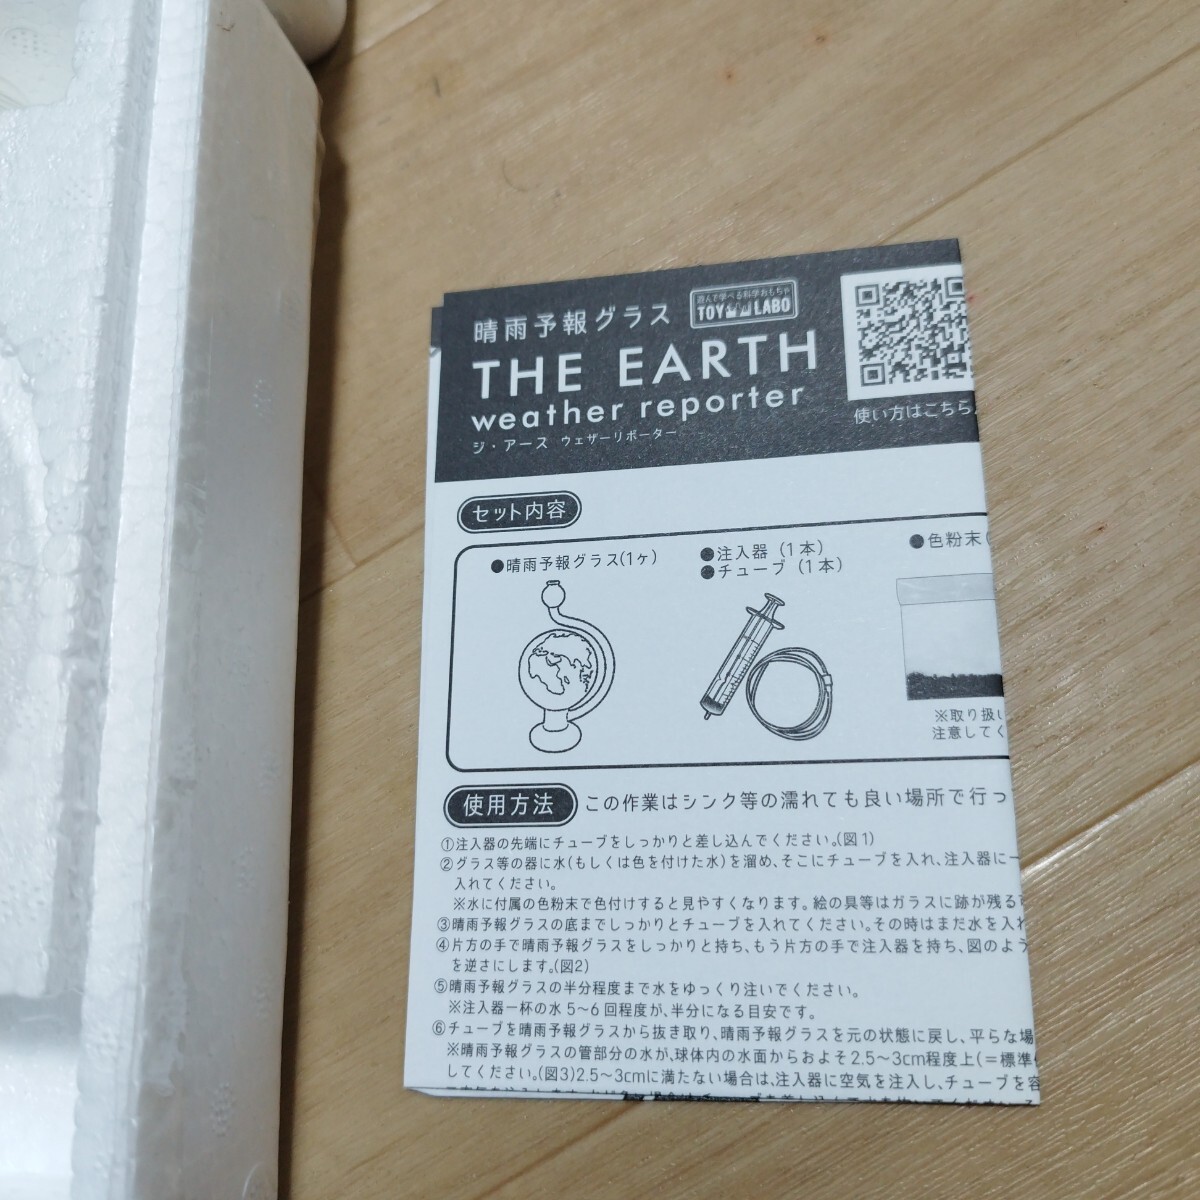 晴雨予報グラス
遊んで学べる科学おもちゃ
TOY LABO
THE EARTH
weather reporter
ジ・アース ウェザーリポーター
使い方はこちら
セット内容
●晴雨予報グラス(1ヶ)
●注入器 (1本)
●チューブ (1本)
●色粉末(
※取り扱い
注意してく
使用方法 この作業はシンク等の濡れても良い場所で行っ
①注入器の先端にチューブをしっかりと差し込んでください。(図1)
②グラス等の器に水(もしくは色を付けた水)を溜め、そこにチューブを入れ、注入器に一
入れてください。
※水に付属の色粉末で色付けすると見やすくなります。絵の具等はガラスに跡が残る
③晴雨予報グラスの底までしっかりとチューブを入れてください。その時はまだ水を入れ
④片方の手で晴雨予報グラスをしっかりと持ち、もう片方の手で注入器を持ち、図のよう
を逆さにします。(図2)
⑤晴雨予報グラスの半分程度まで水をゆっくり注いでください。
※注入器一杯の水5～6回程度が、半分になる目安です。
⑥チューブを晴雨予報グラスから抜き取り、晴雨予報グラスを元の状態に戻し、平らな場
※晴雨予報グラスの管部分の水が、球体内の水面からおよそ2.5～3cm程度上(=標準
してください。(図3)2.5～3cmに満たない場合は、注入器に空気を注入し、チューブを容